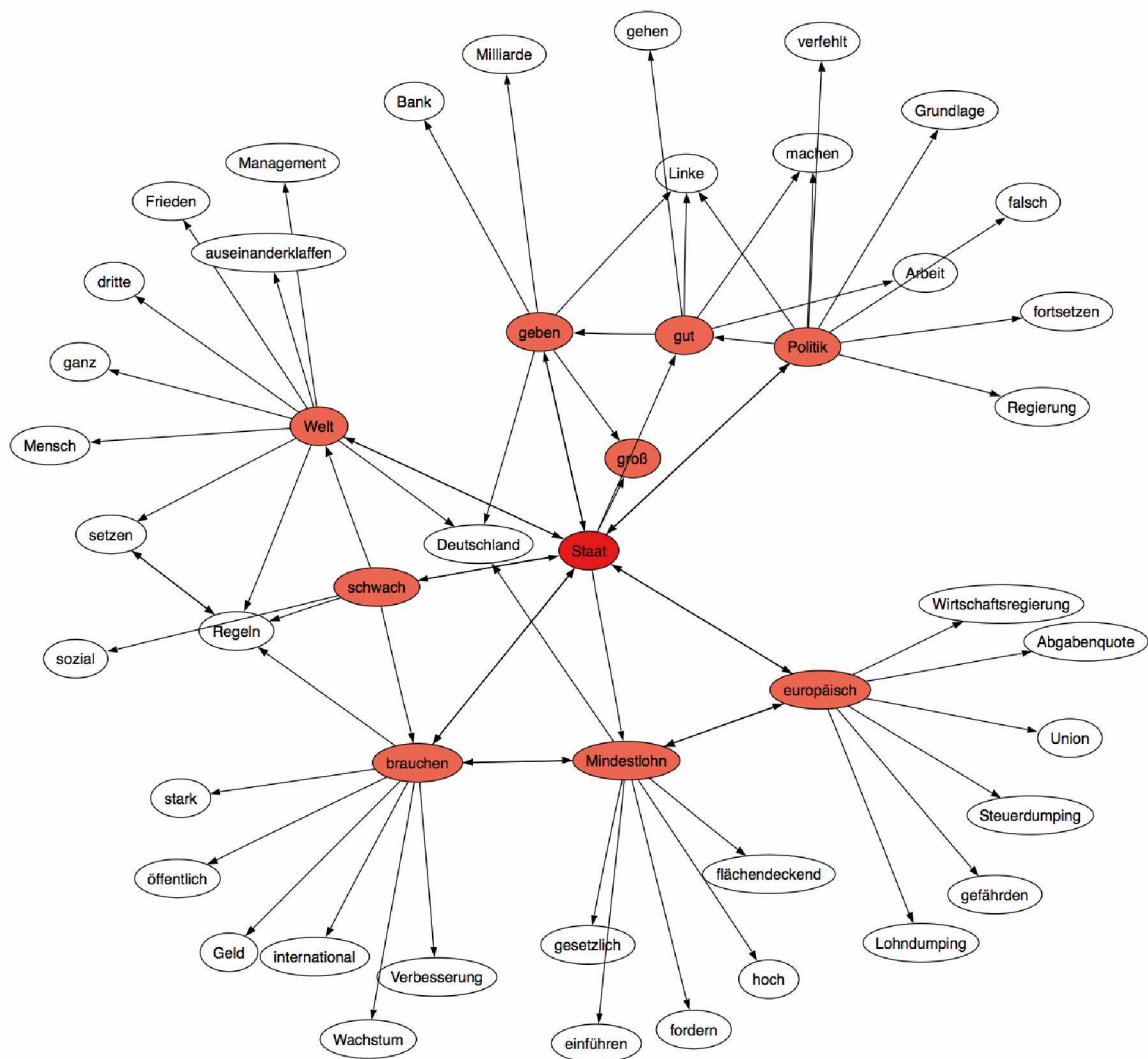 gehen
verfehlt
Milliarde
Bank
Grundlage
Management
machen
Linke
Frieden
falsch
auseinanderklaffen
Arbeit
dritte
fortsetzen
geben
gut
Politik
ganz
Regierung
Welt
Mensch
groß
setzen
Deutschland
Staat
schwach
Wirtschaftsregierung
Regeln
Abgabenquote
sozial
europäisch
Union
brauchen
Mindestlohn
stark
Steuerdumping
flächendeckend
öffentlich
gefährden
Lohndumping
gesetzlich
Geld
international
Verbesserung
hoch
fordern
Wachstum
einführen